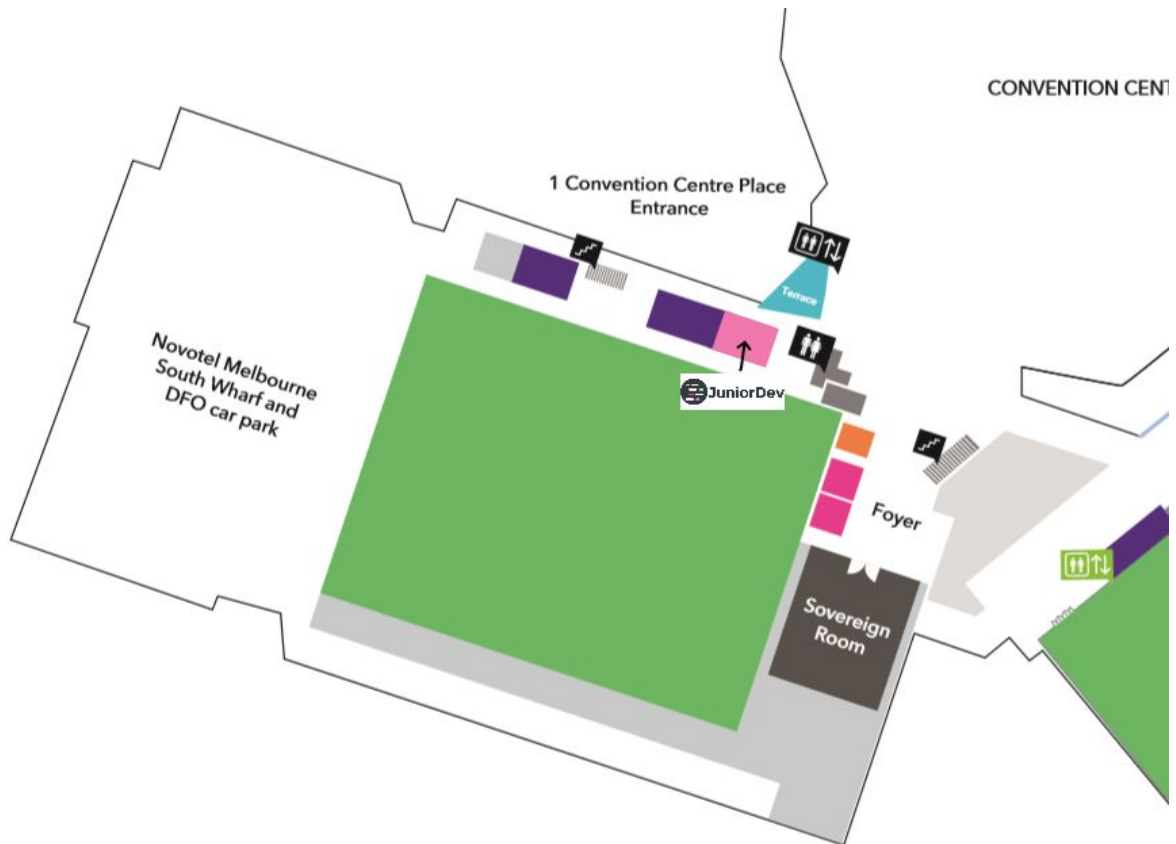 CONVENTION CENT
1 Convention Centre Place
Entrance
Terrace
Novotel Melbourne
South Wharf and
DFO car park
JuniorDev
Foyer
Sovereign
Room